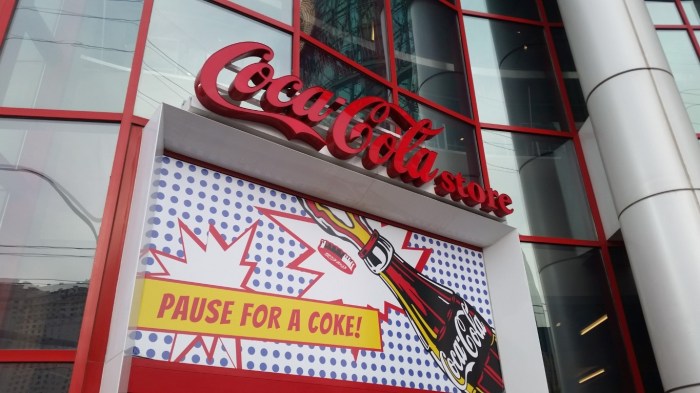 Coca-Cola store
PAUSE FOR A COKE!
Coca-Cola